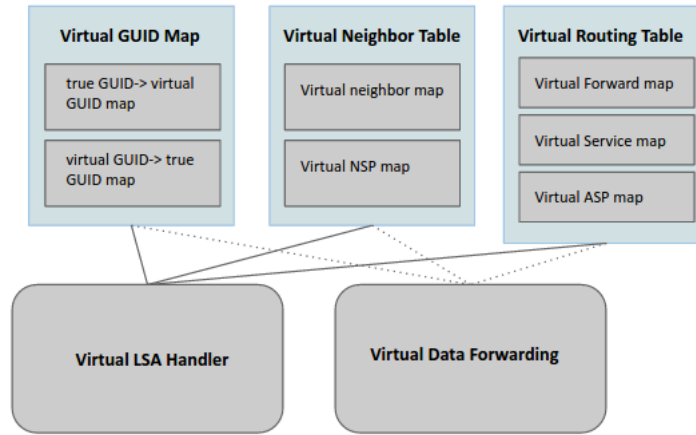 Virtual GUID Map
true GUID-> virtual
GUID map
virtual GUID-> true
GUID map
Virtual Neighbor Table
Virtual neighbor map
Virtual NSP map
Virtual Routing Table
Virtual Forward map
Virtual Service map
Virtual ASP map
Virtual LSA Handler
Virtual Data Forwarding